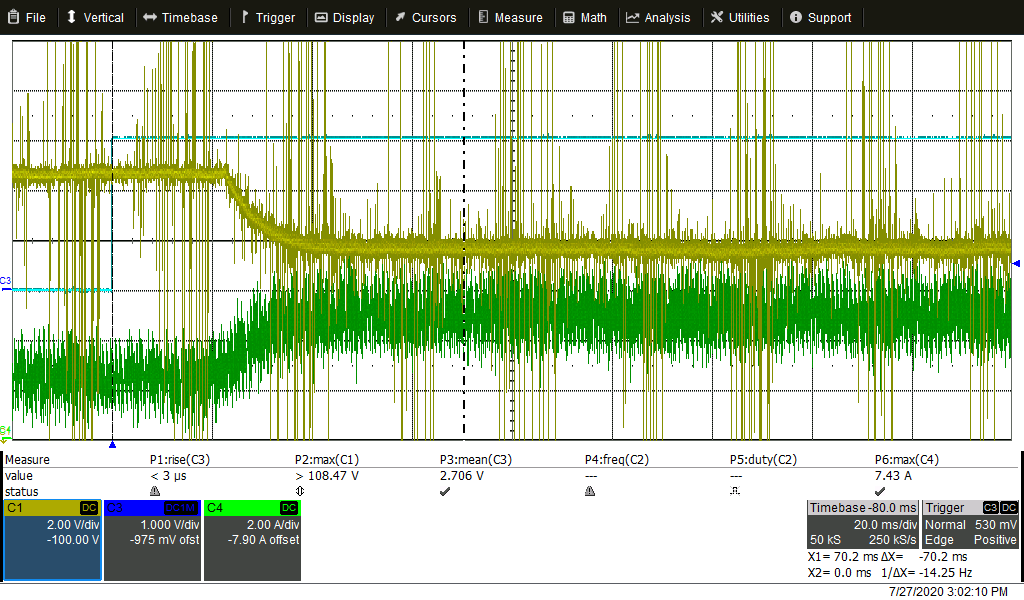 File Vertical Timebase Trigger Display Cursors Measure Math Analysis Utilities Support
C3
C4
Measure P1:rise(C3) P2:max(C1) P3:mean(C3) P4:freq(C2) P5:duty(C2) P6:max(C4)
value < 3 µs > 108.47 V 2.706 V --- --- 7.43 A
status
C1 DC
2.00 V/div
-100.00 V
C3 DC1M
1.000 V/div
-975 mV ofst
C4 DC
2.00 A/div
-7.90 A offset
Timebase -80.0 ms
20.0 ms/div
50 kS 250 kS/s
Trigger C3 DC
Normal 530 mV
Edge Positive
X1= 70.2 ms ΔX= -70.2 ms
X2= 0.0 ms 1/ΔX= -14.25 Hz
7/27/2020 3:02:10 PM